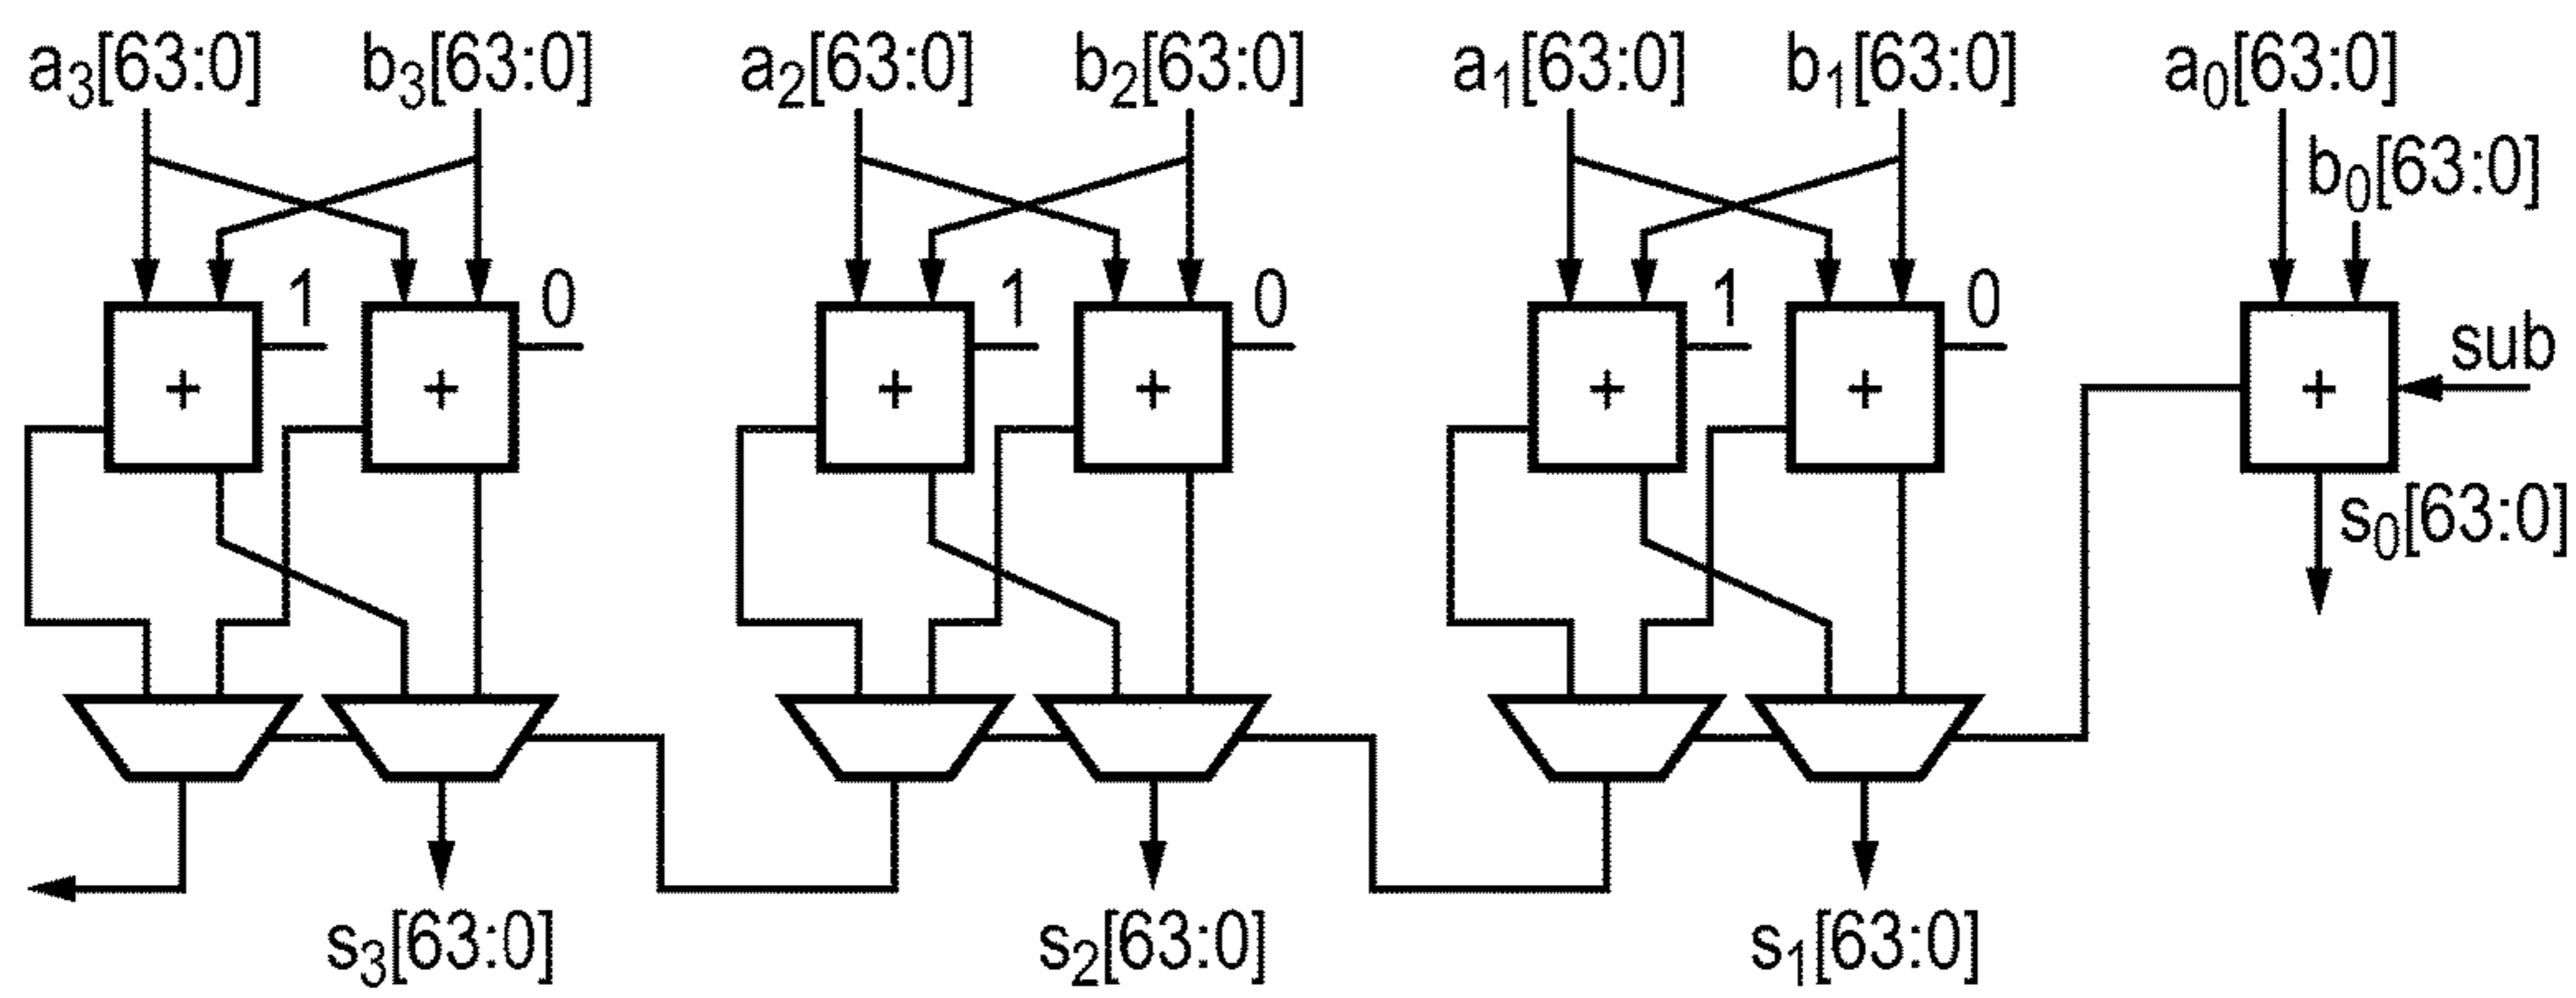 a₃[63:0] b₃[63:0] a₂[63:0] b₂[63:0] a₁[63:0] b₁[63:0] a₀[63:0]
b₀[63:0]
1 0 1 0 1 0
sub
+ + + + + + +
s₀[63:0]
s₃[63:0] s₂[63:0] s₁[63:0]